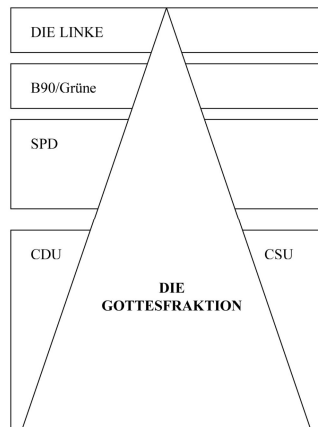 DIE LINKE
B90/Grüne
SPD
CDU
CSU
DIE
GOTTESFRAKTION